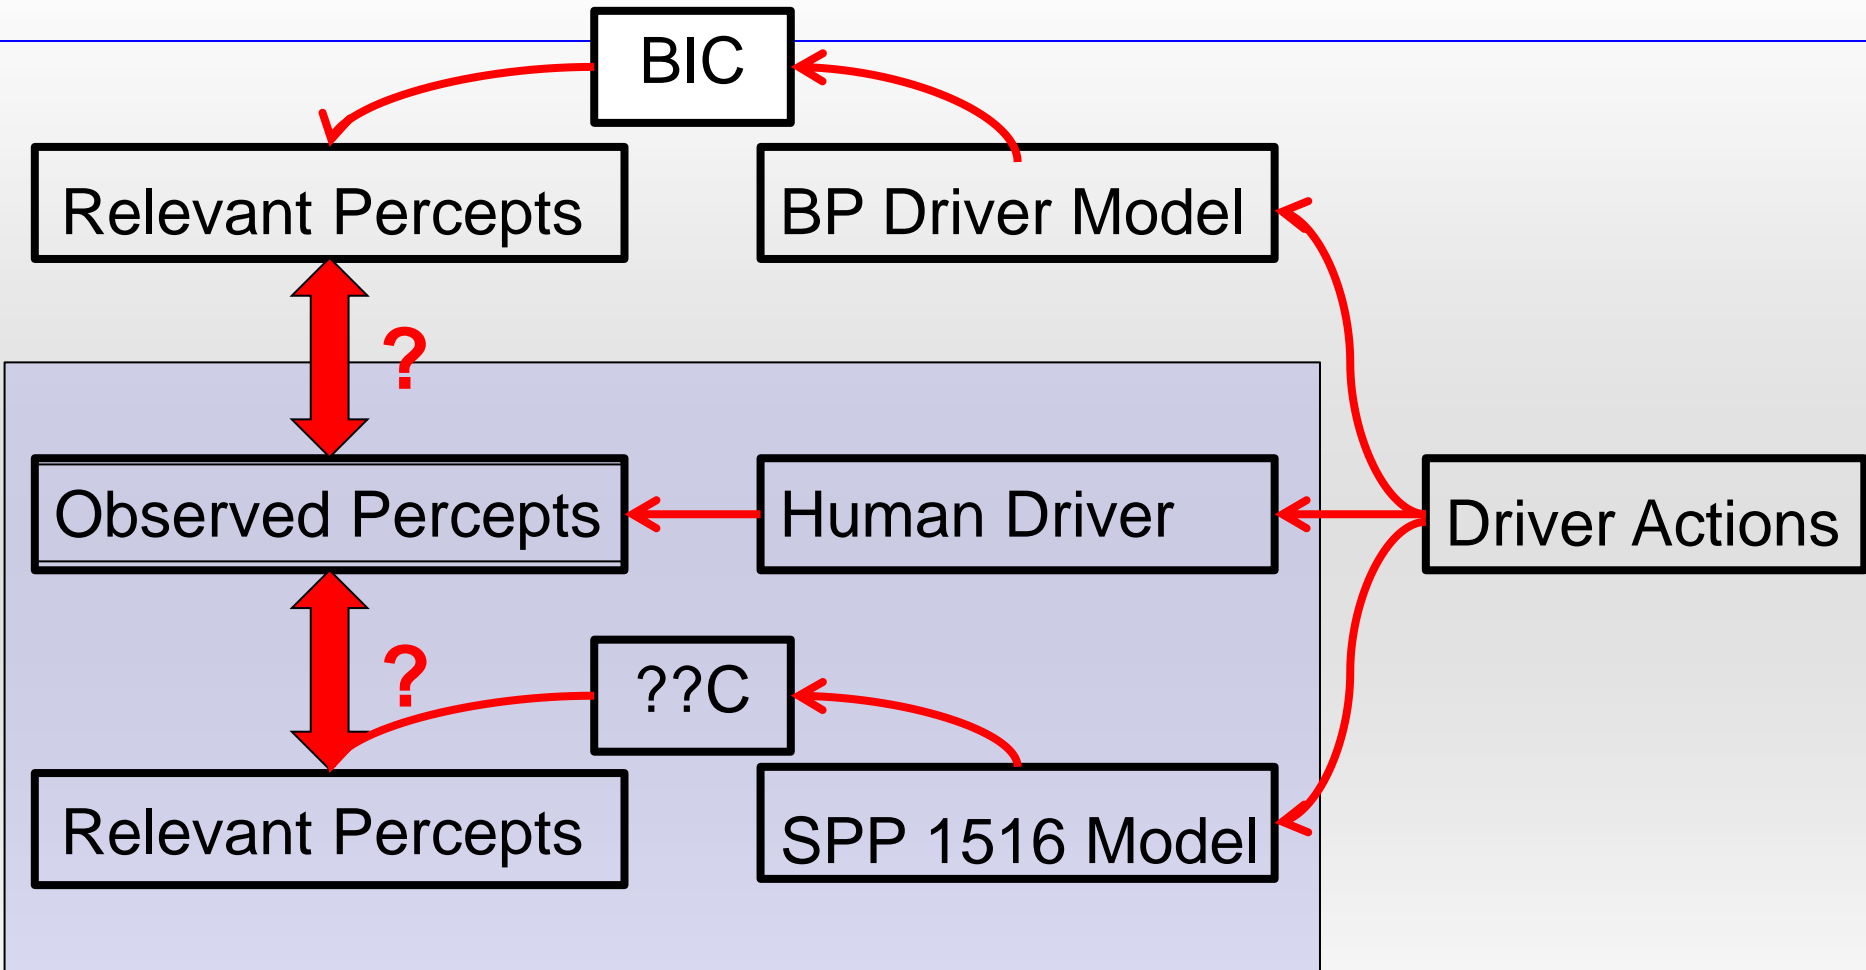 BIC
Relevant Percepts
BP Driver Model
?
Observed Percepts
Human Driver
Driver Actions
?
??C
Relevant Percepts
SPP 1516 Model